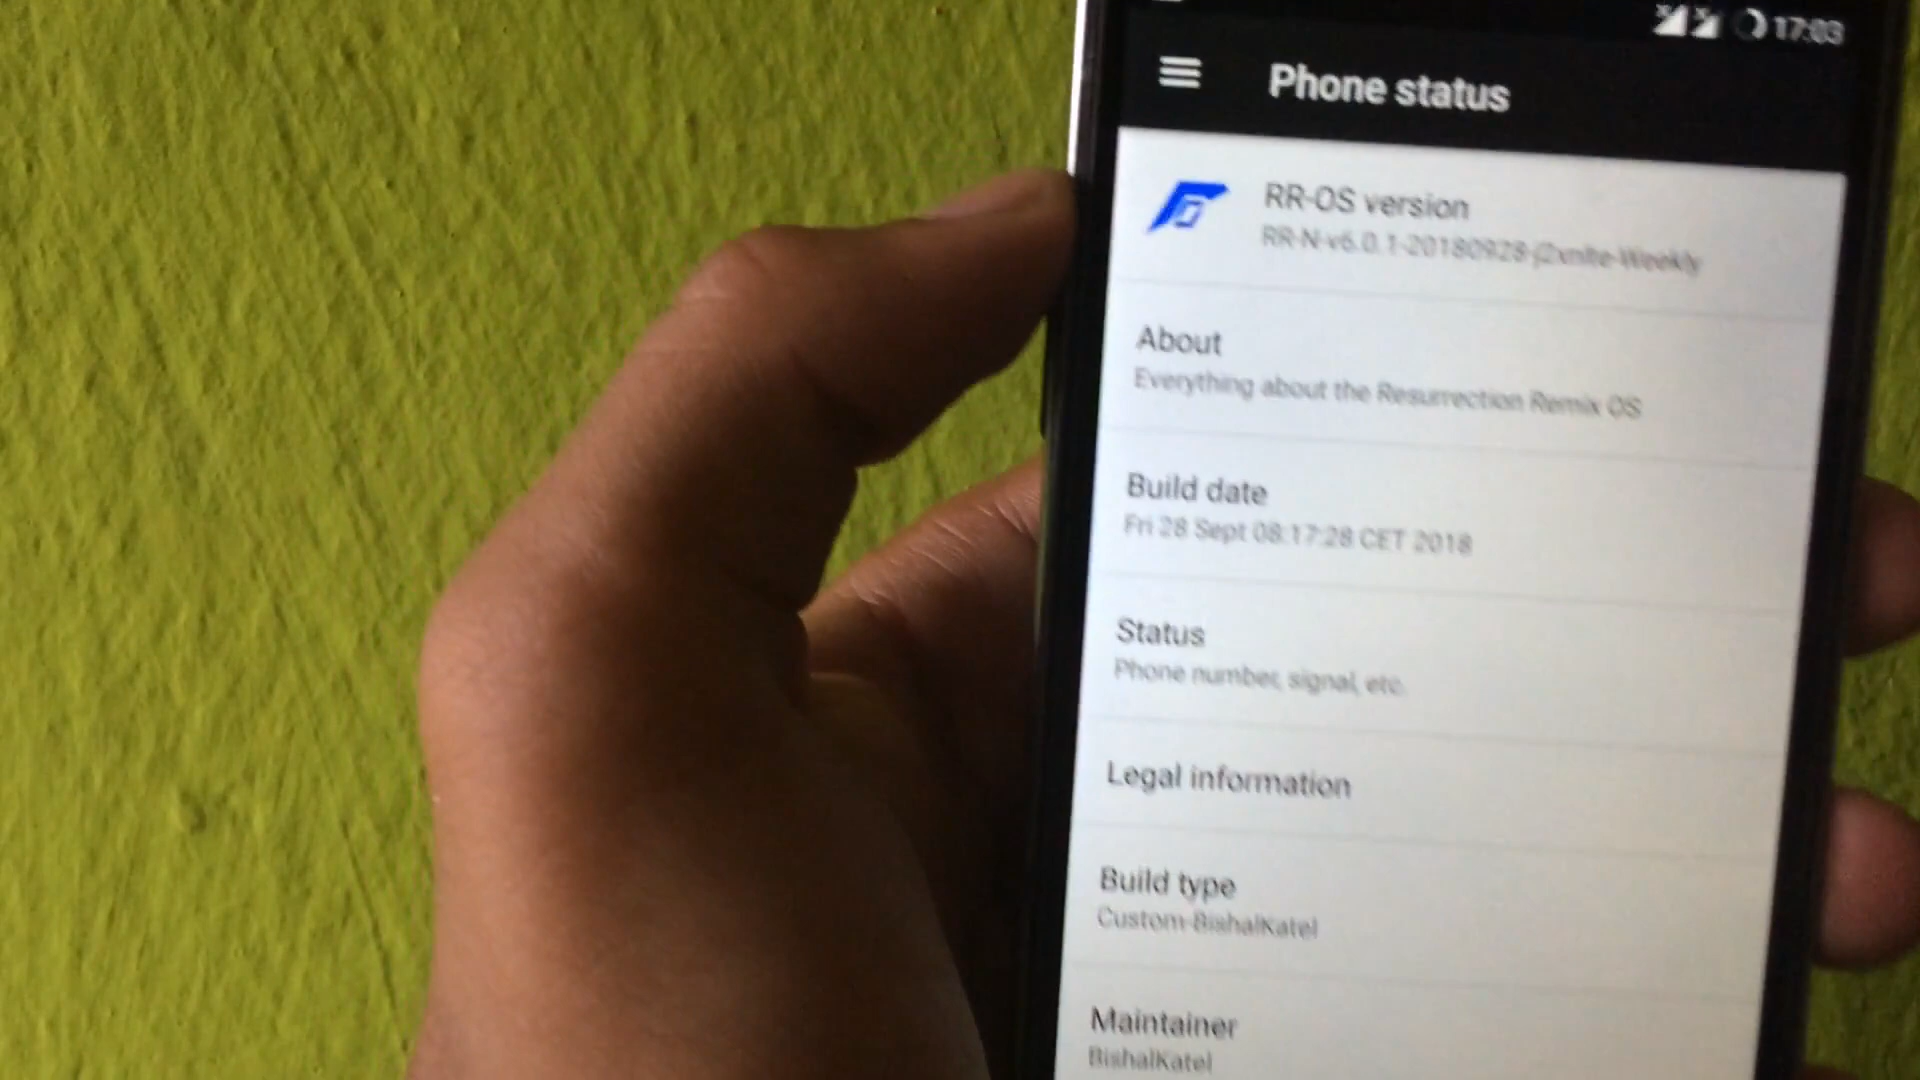 17:03
Phone status
RR-OS version
RR-N-v6.0.1-20180928-j2xnlte-Weekly
About
Everything about the Resurrection Remix OS
Build date
Fri 28 Sept 08:17:28 CET 2018
Status
Phone number, signal, etc.
Legal information
Build type
Custom-BishalKatel
Maintainer
BishalKatel